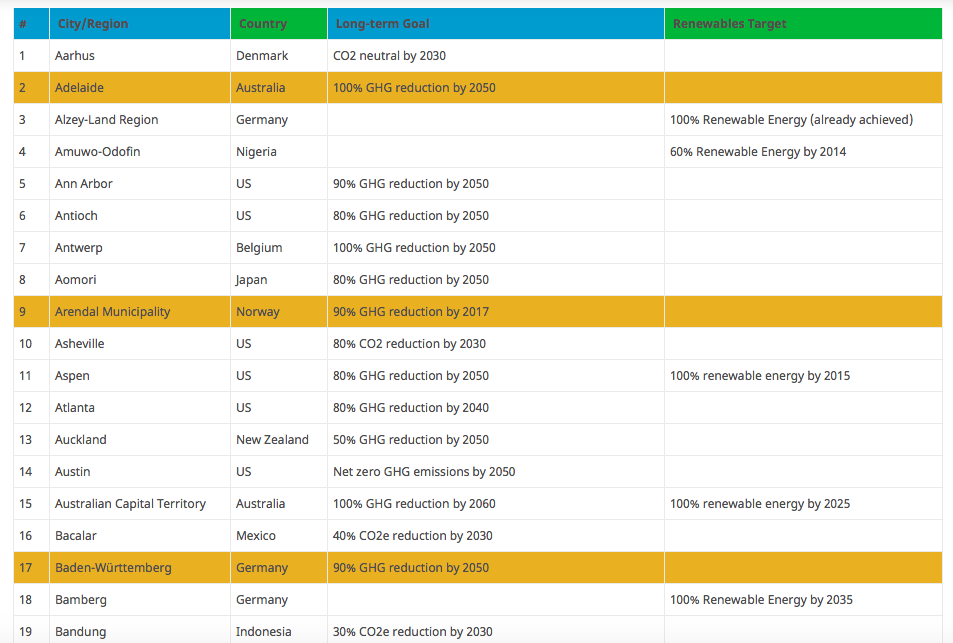 # City/Region Country Long-term Goal Renewables Target
1 Aarhus Denmark CO2 neutral by 2030
2 Adelaide Australia 100% GHG reduction by 2050
3 Alzey-Land Region Germany 100% Renewable Energy (already achieved)
4 Amuwo-Odofin Nigeria 60% Renewable Energy by 2014
5 Ann Arbor US 90% GHG reduction by 2050
6 Antioch US 80% GHG reduction by 2050
7 Antwerp Belgium 100% GHG reduction by 2050
8 Aomori Japan 80% GHG reduction by 2050
9 Arendal Municipality Norway 90% GHG reduction by 2017
10 Asheville US 80% CO2 reduction by 2030
11 Aspen US 80% GHG reduction by 2050 100% renewable energy by 2015
12 Atlanta US 80% GHG reduction by 2040
13 Auckland New Zealand 50% GHG reduction by 2050
14 Austin US Net zero GHG emissions by 2050
15 Australian Capital Territory Australia 100% GHG reduction by 2060 100% renewable energy by 2025
16 Bacalar Mexico 40% CO2e reduction by 2030
17 Baden-Württemberg Germany 90% GHG reduction by 2050
18 Bamberg Germany 100% Renewable Energy by 2035
19 Bandung Indonesia 30% CO2e reduction by 2030